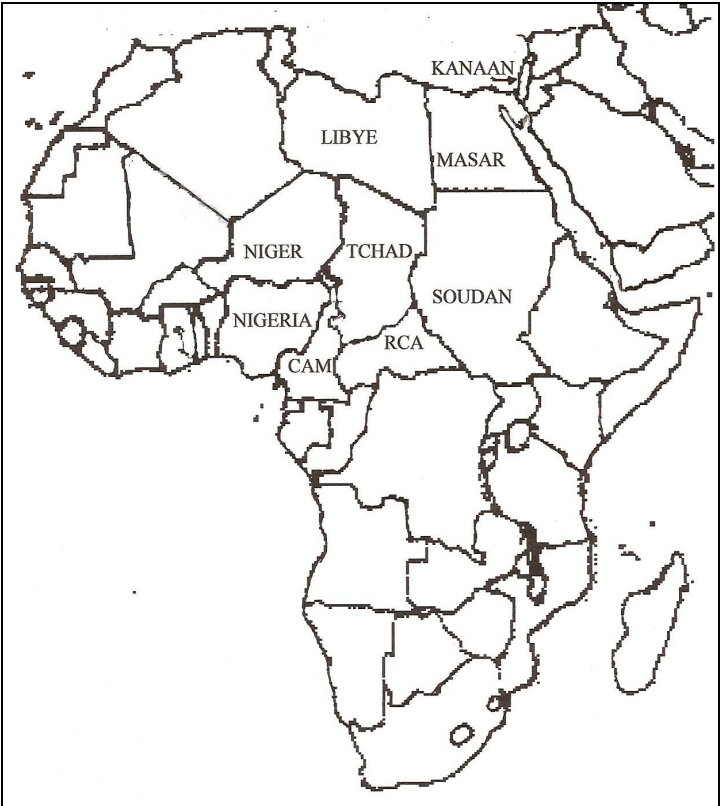 KANAAN
LIBYE
MASAR
NIGER
TCHAD
SOUDAN
NIGERIA
RCA
CAM